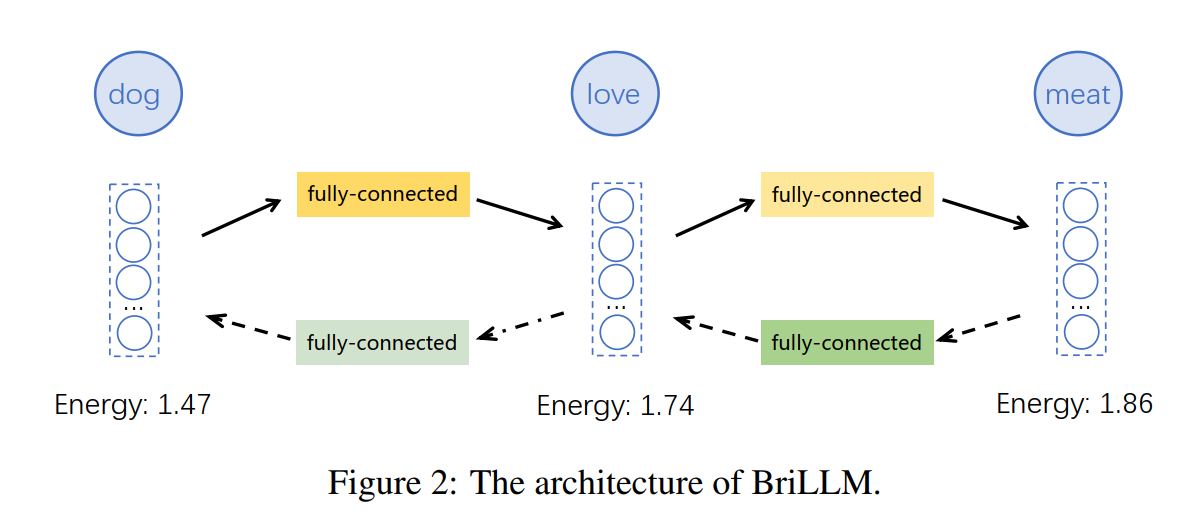 dog love meat
fully-connected fully-connected
... ... ...
fully-connected fully-connected
Energy: 1.47 Energy: 1.74 Energy: 1.86
Figure 2: The architecture of BriLLM.